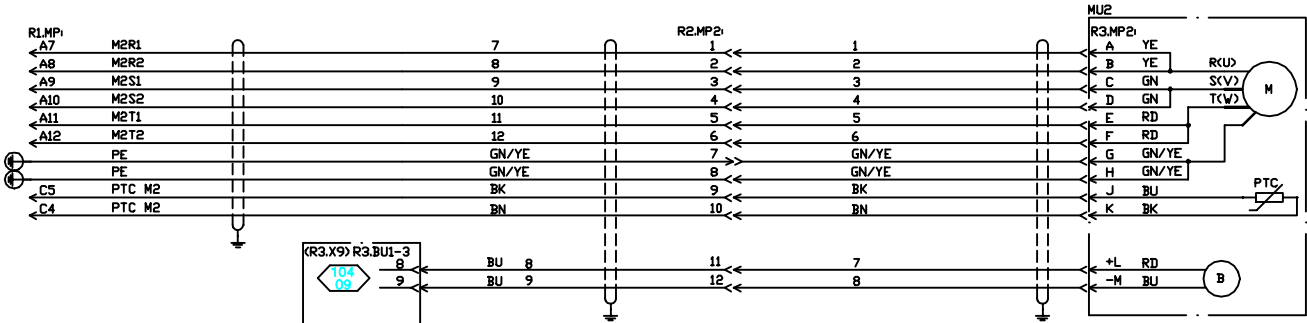 MU2
R1.MP1 R2.MP2 R3.MP2
A7 M2R1 7 1 1 A YE
A8 M2R2 8 2 2 B YE R(U)
A9 M2S1 9 3 3 C GN S(V) M
A10 M2S2 10 4 4 D GN T(W)
A11 M2T1 11 5 5 E RD
A12 M2T2 12 6 6 F RD
PE GN/YE 7 GN/YE G GN/YE
PE GN/YE 8 GN/YE H GN/YE
C5 PTC M2 BK 9 BK J BU PTC
C4 PTC M2 BN 10 BN K BK
(R3.X9) R3.BU1-3
104 8 BU 8 11 7 +L RD
09 9 BU 9 12 8 -M BU B